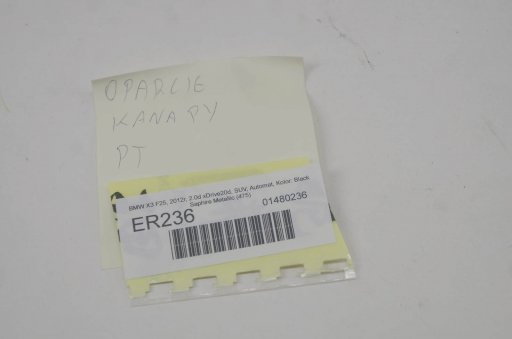 OPARCIE
KANAPY
PT
BMW X3 F25, 2012r, 2.0d xDrive20d, SUV, Automat, Kolor: Black
Saphire Metallic (475)
ER236
01480236